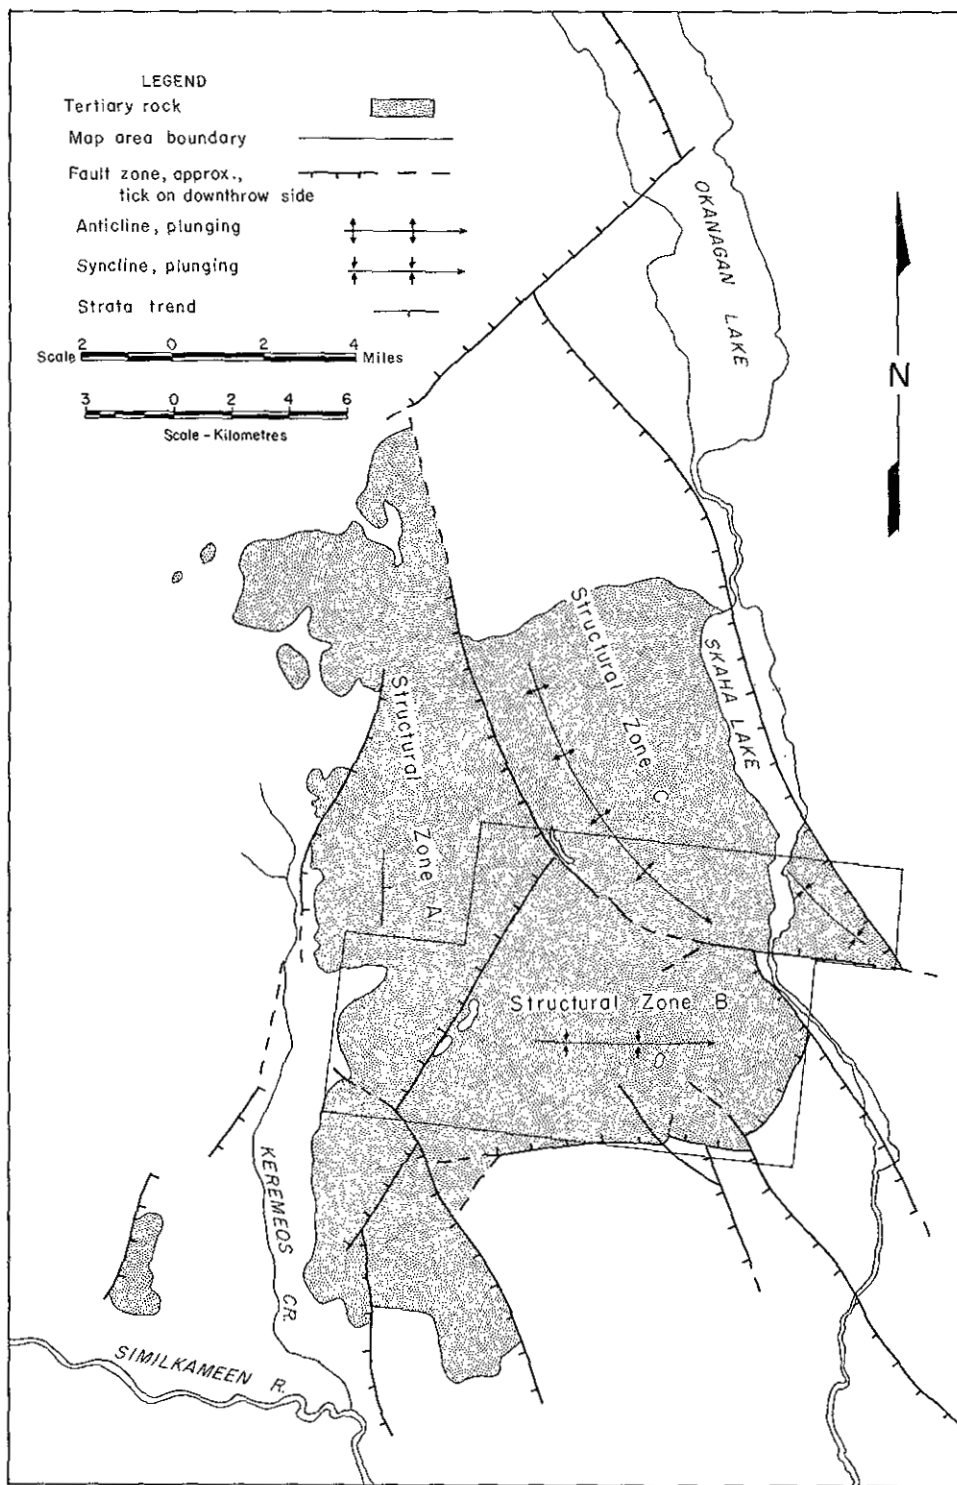 LEGEND
Tertiary rock
Map area boundary
Fault zone, approx.,
tick on downthrow side
Anticline, plunging
Syncline, plunging
Strata trend
2 0 2 4
Scale Miles
3 0 2 4 6
Scale - Kilometres
OKANAGAN LAKE
N
Structural Zone C
SKAHA LAKE
Structural Zone A
Structural Zone B
KEREMEOS CR.
SIMILKAMEEN R.